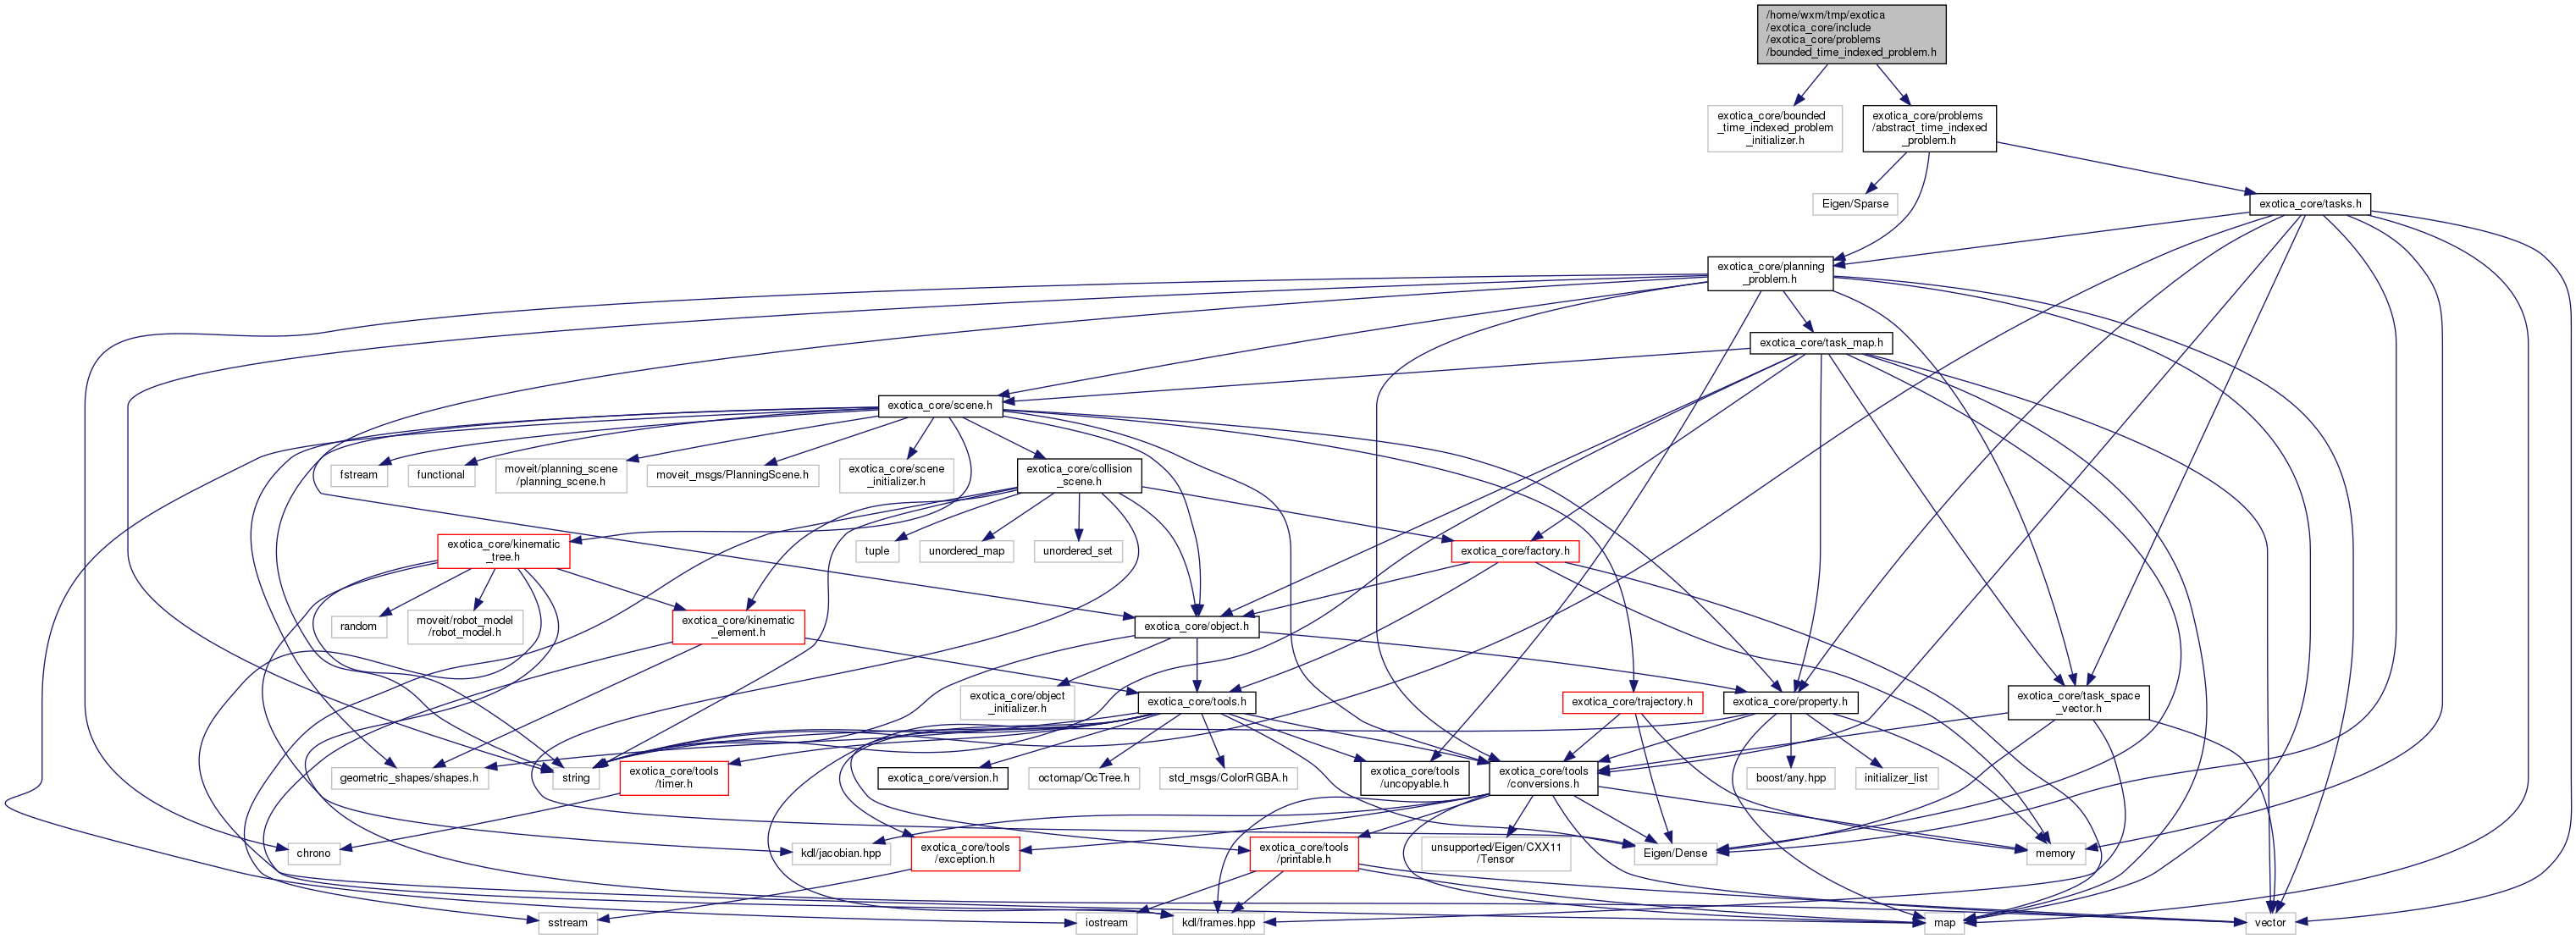 /home/wxm/tmp/exotica
/exotica_core/include
/exotica_core/problems
/bounded_time_indexed_problem.h
exotica_core/bounded
_time_indexed_problem
_initializer.h
exotica_core/problems
/abstract_time_indexed
_problem.h
Eigen/Sparse
exotica_core/tasks.h
exotica_core/planning
_problem.h
exotica_core/task_map.h
exotica_core/scene.h
fstream
functional
moveit/planning_scene
/planning_scene.h
moveit_msgs/PlanningScene.h
exotica_core/scene
_initializer.h
exotica_core/collision
_scene.h
exotica_core/kinematic
_tree.h
tuple
unordered_map
unordered_set
exotica_core/factory.h
random
moveit/robot_model
/robot_model.h
exotica_core/kinematic
_element.h
exotica_core/object.h
exotica_core/object
_initializer.h
exotica_core/tools.h
exotica_core/trajectory.h
exotica_core/property.h
exotica_core/task_space
_vector.h
geometric_shapes/shapes.h
string
exotica_core/tools
/timer.h
exotica_core/version.h
octomap/OcTree.h
std_msgs/ColorRGBA.h
exotica_core/tools
/uncopyable.h
exotica_core/tools
/conversions.h
boost/any.hpp
initializer_list
chrono
kdl/jacobian.hpp
exotica_core/tools
/exception.h
exotica_core/tools
/printable.h
unsupported/Eigen/CXX11
/Tensor
Eigen/Dense
memory
sstream
iostream
kdl/frames.hpp
map
vector